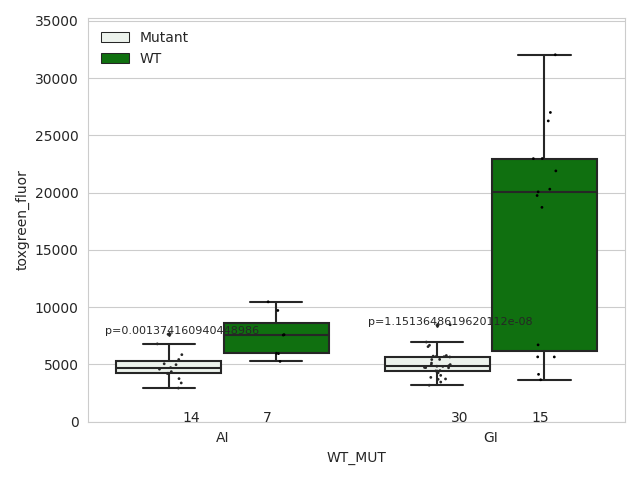 Mutant
WT
35000
30000
25000
20000
15000
10000
5000
0
toxgreen_fluor
p=0.001374160940448986
p=1.1513648619620112e-08
14
7
30
15
AI
GI
WT_MUT